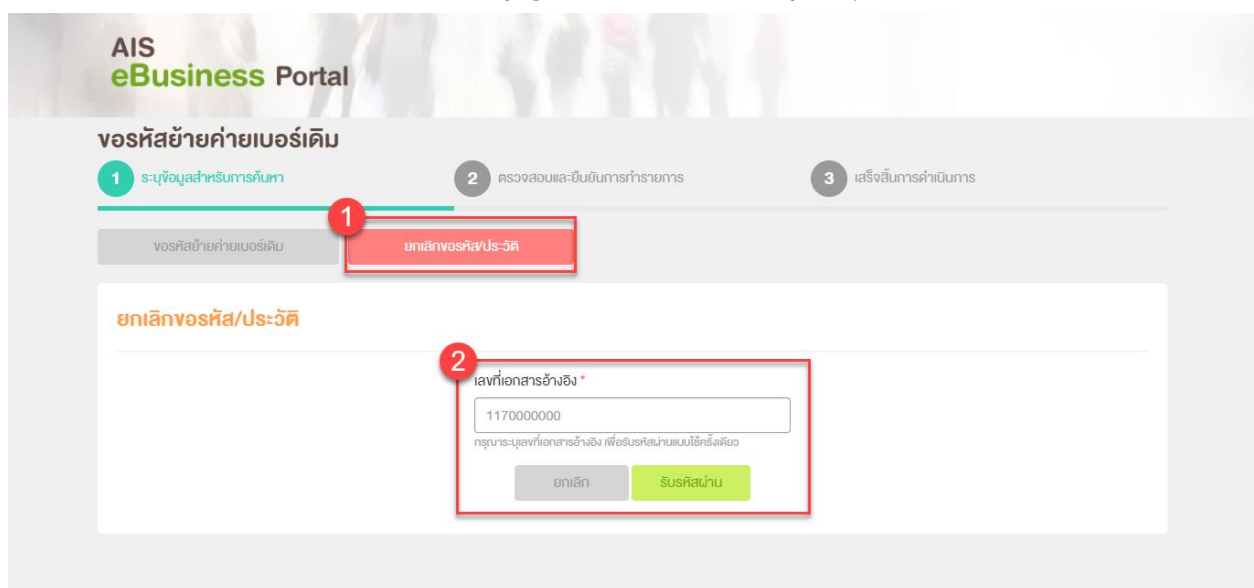 AIS
eBusiness Portal
ขอรหัสย้ายค่ายเบอร์เดิม
1 ระบุข้อมูลสำหรับการค้นหา 2 ตรวจสอบและยืนยันการทำรายการ 3 เสร็จสิ้นการดำเนินการ
1
ขอรหัสย้ายค่ายเบอร์เดิม ยกเลิกขอรหัส/ประวัติ
ยกเลิกขอรหัส/ประวัติ
2
เลขที่เอกสารอ้างอิง *
1170000000
กรุณาระบุเลขที่เอกสารอ้างอิง เพื่อรับรหัสผ่านแบบใช้ครั้งเดียว
ยกเลิก รับรหัสผ่าน